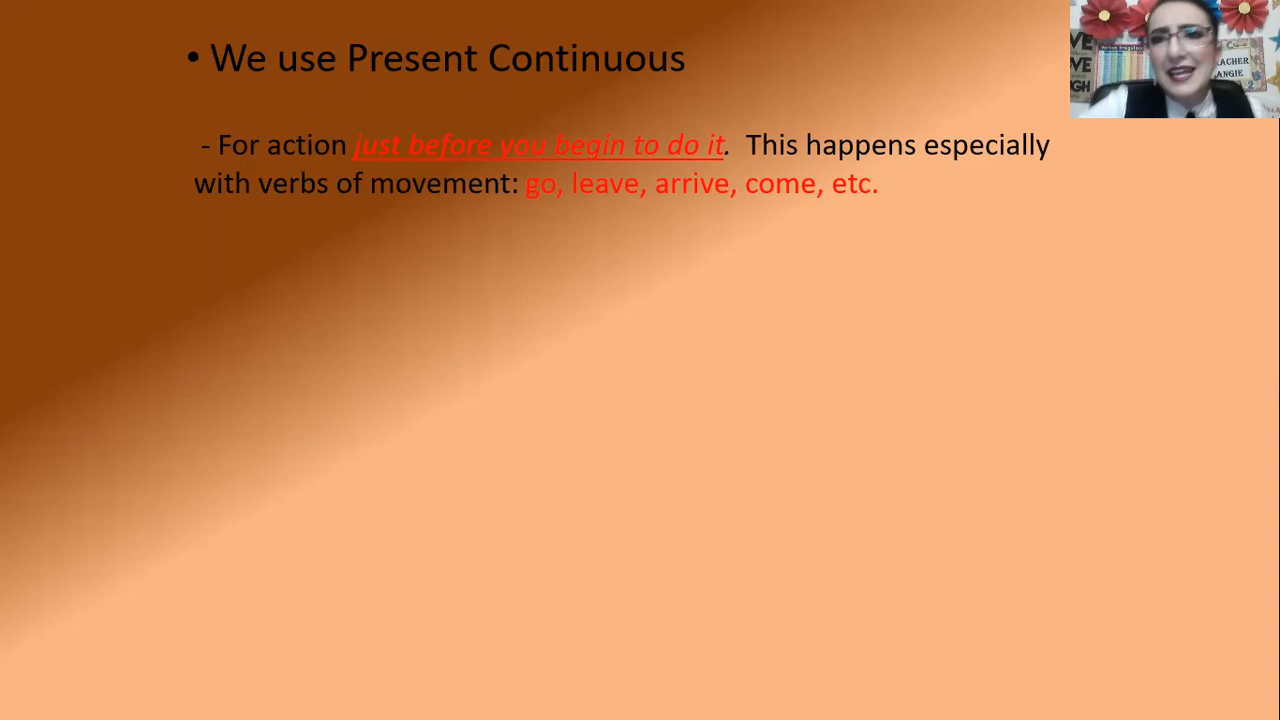 • We use Present Continuous
- For action just before you begin to do it. This happens especially
with verbs of movement: go, leave, arrive, come, etc.
ANGIE